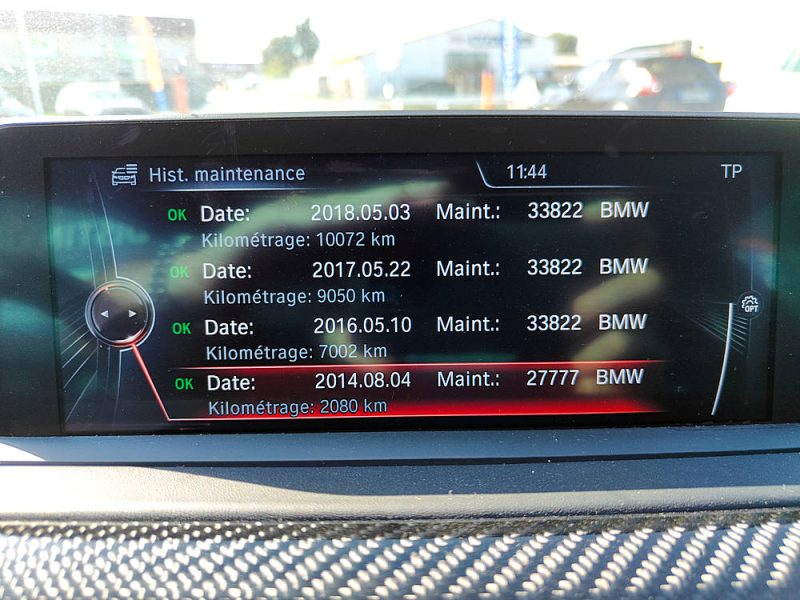 Hist. maintenance 11:44 TP
OK Date: 2018.05.03 Maint.: 33822 BMW
Kilométrage: 10072 km
OK Date: 2017.05.22 Maint.: 33822 BMW
Kilométrage: 9050 km
OK Date: 2016.05.10 Maint.: 33822 BMW
Kilométrage: 7002 km
OK Date: 2014.08.04 Maint.: 27777 BMW
Kilométrage: 2080 km
OPT